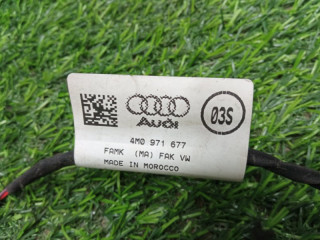 03S
Audi
4M0 971 677
FAMK (MA) FAK VW
MADE IN MOROCCO